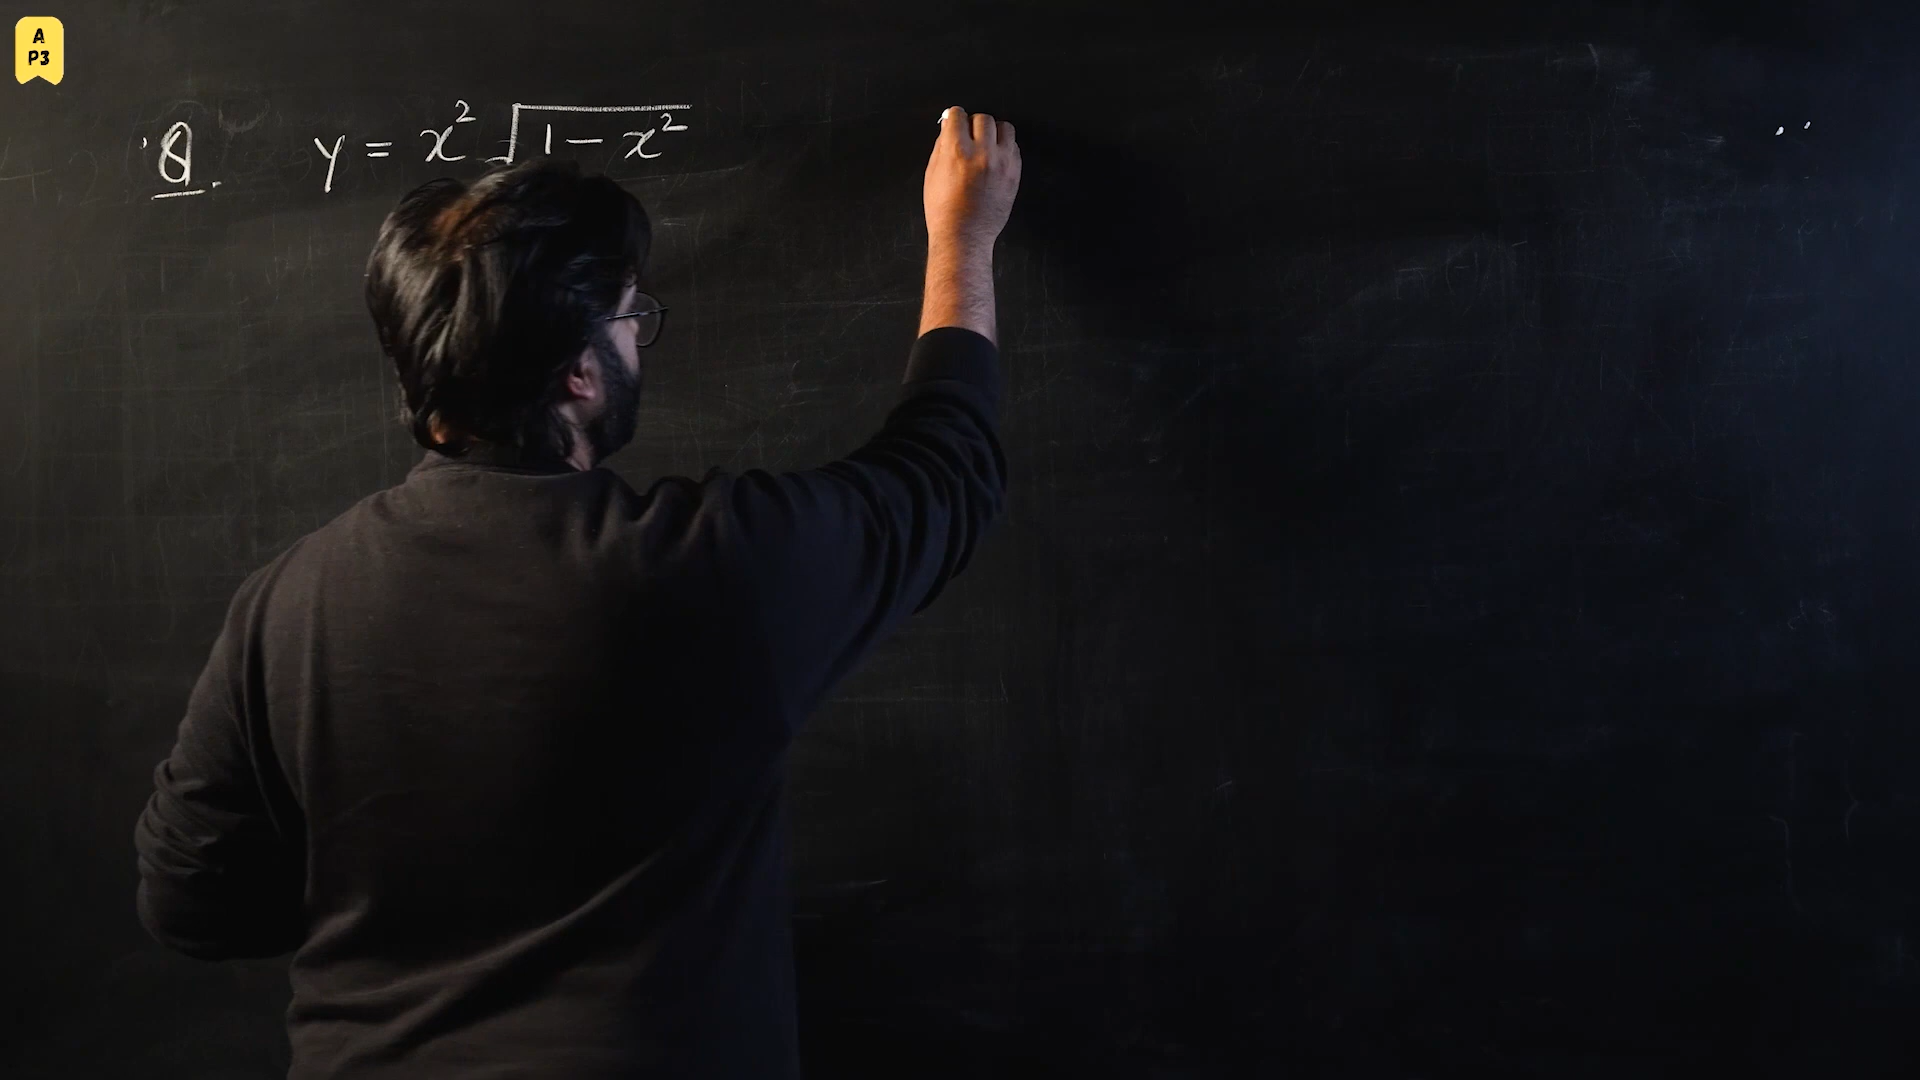 A
P3
Q. y = x² √(1 − x²)